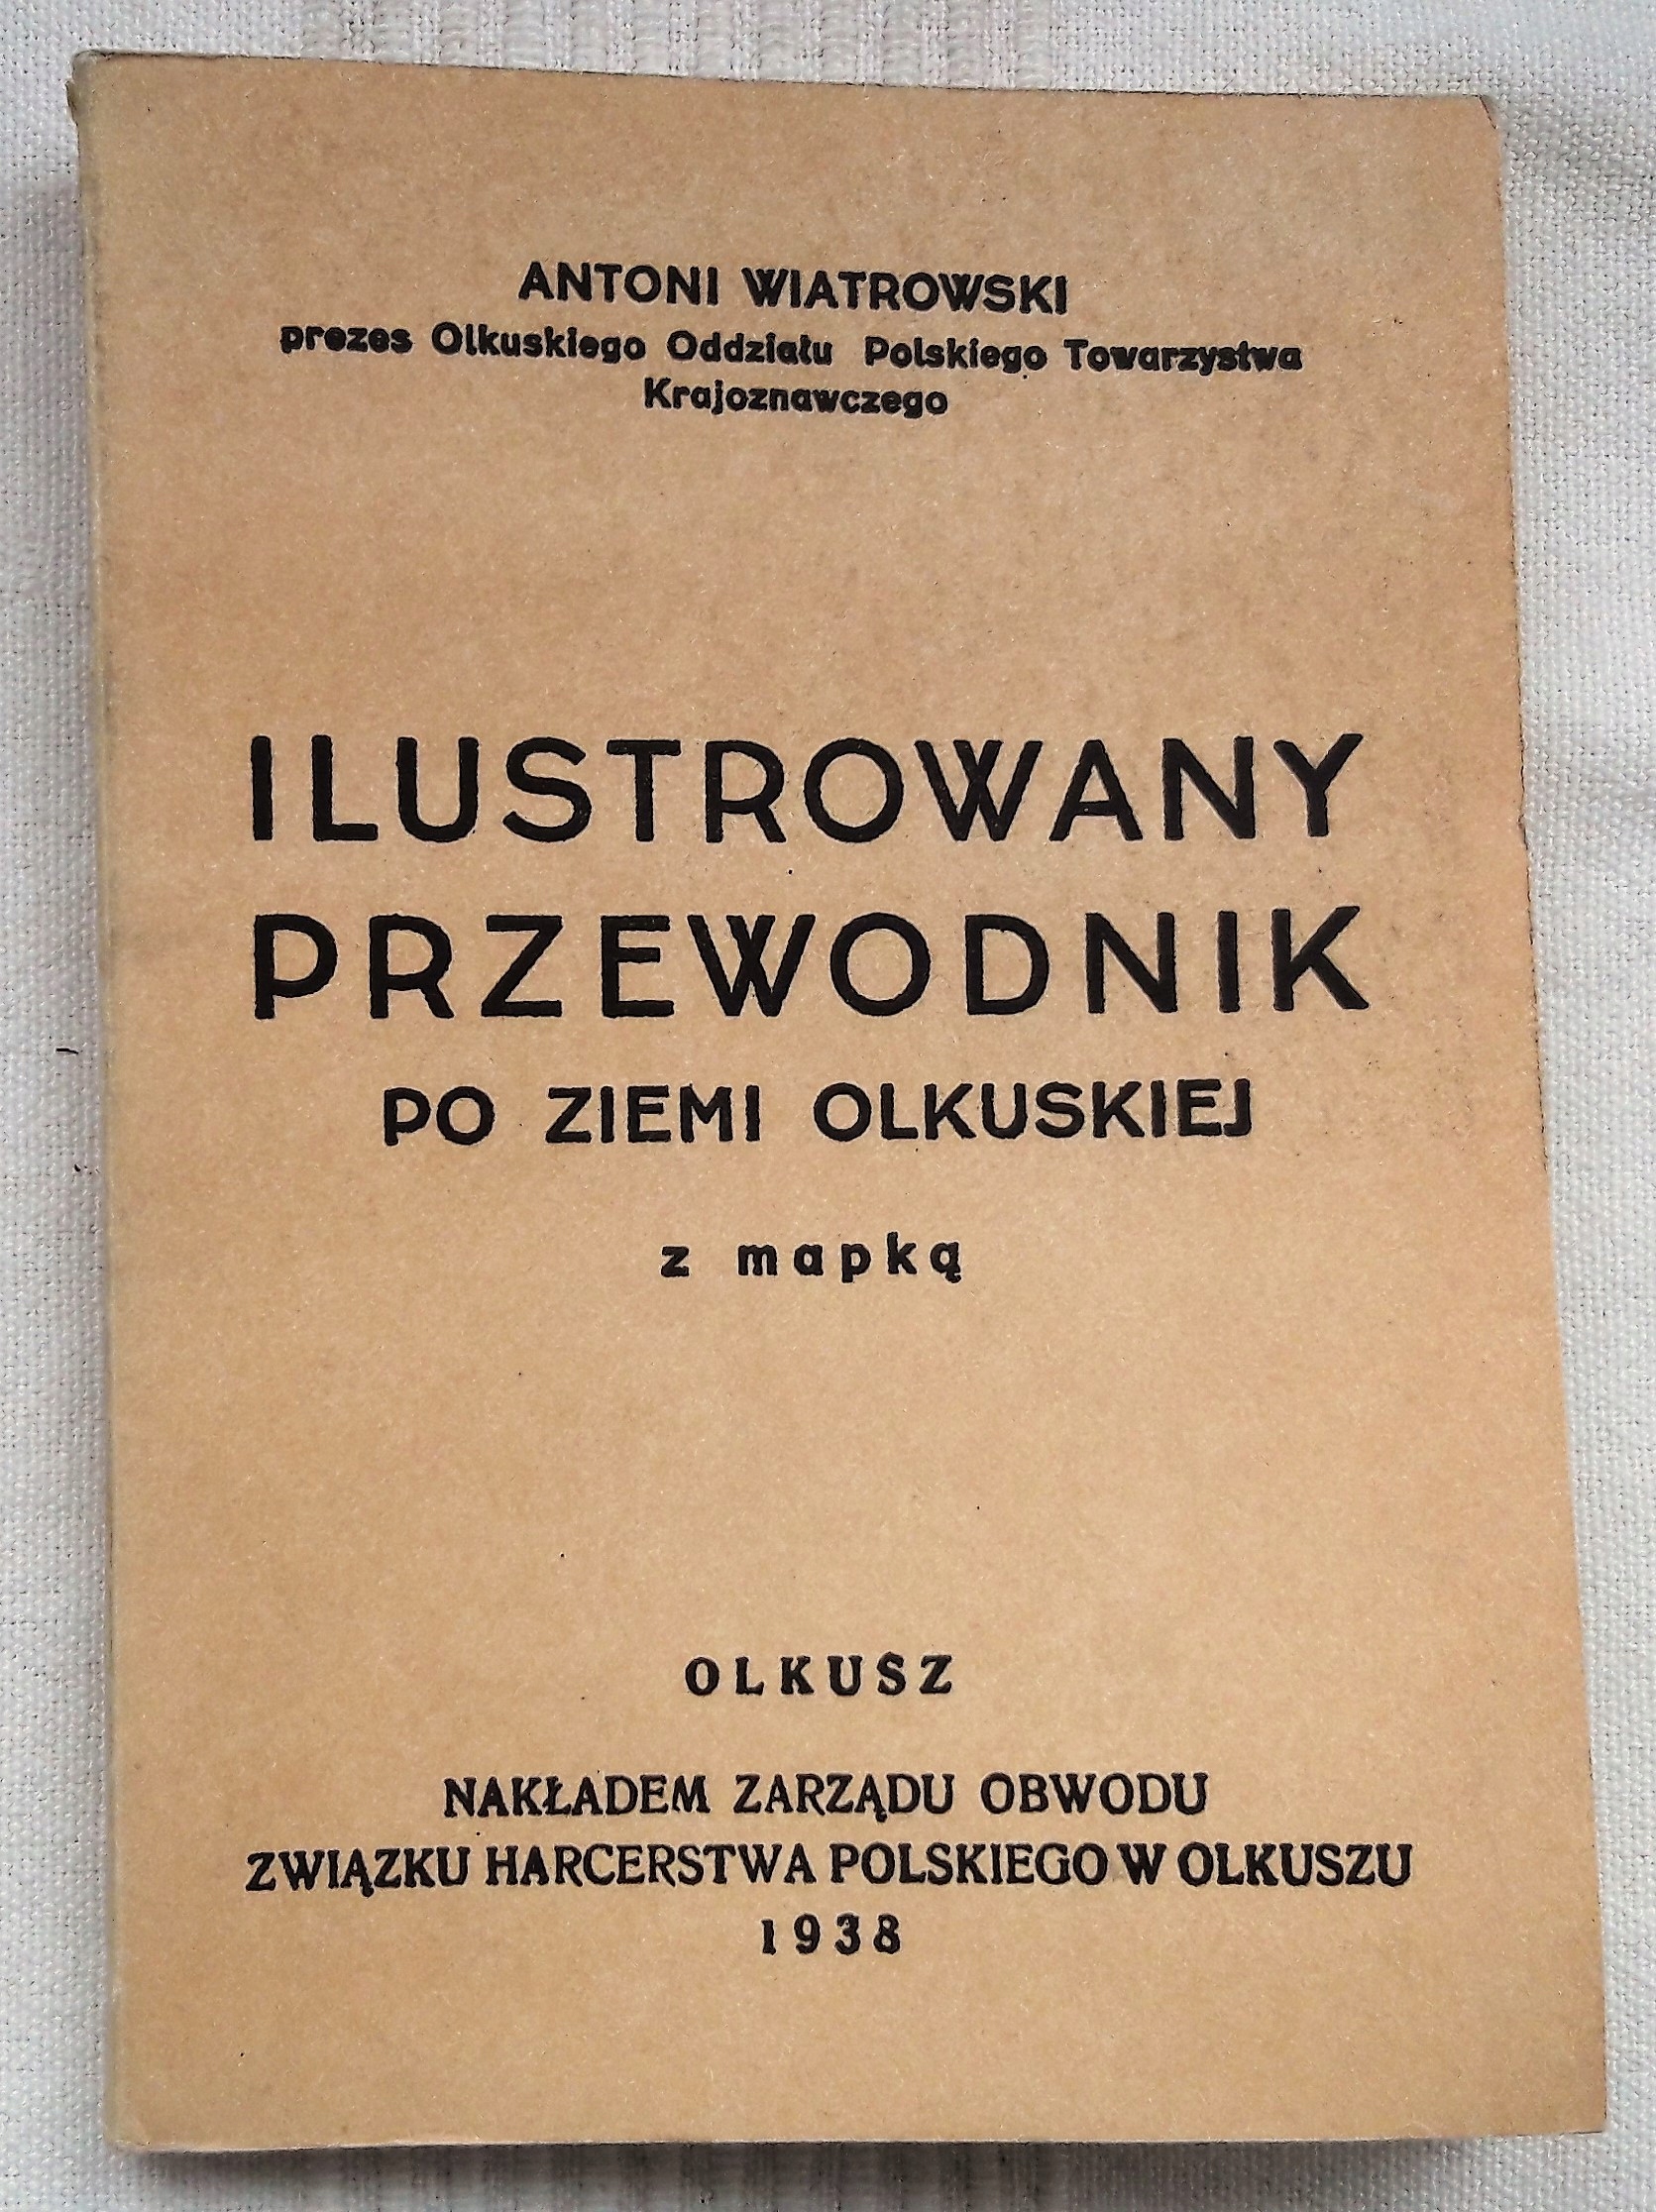 ANTONI WIATROWSKI
prezes Olkuskiego Oddziału Polskiego Towarzystwa
Krajoznawczego
ILUSTROWANY
PRZEWODNIK
PO ZIEMI OLKUSKIEJ
z mapką
OLKUSZ
NAKŁADEM ZARZĄDU OBWODU
ZWIĄZKU HARCERSTWA POLSKIEGO W OLKUSZU
1938